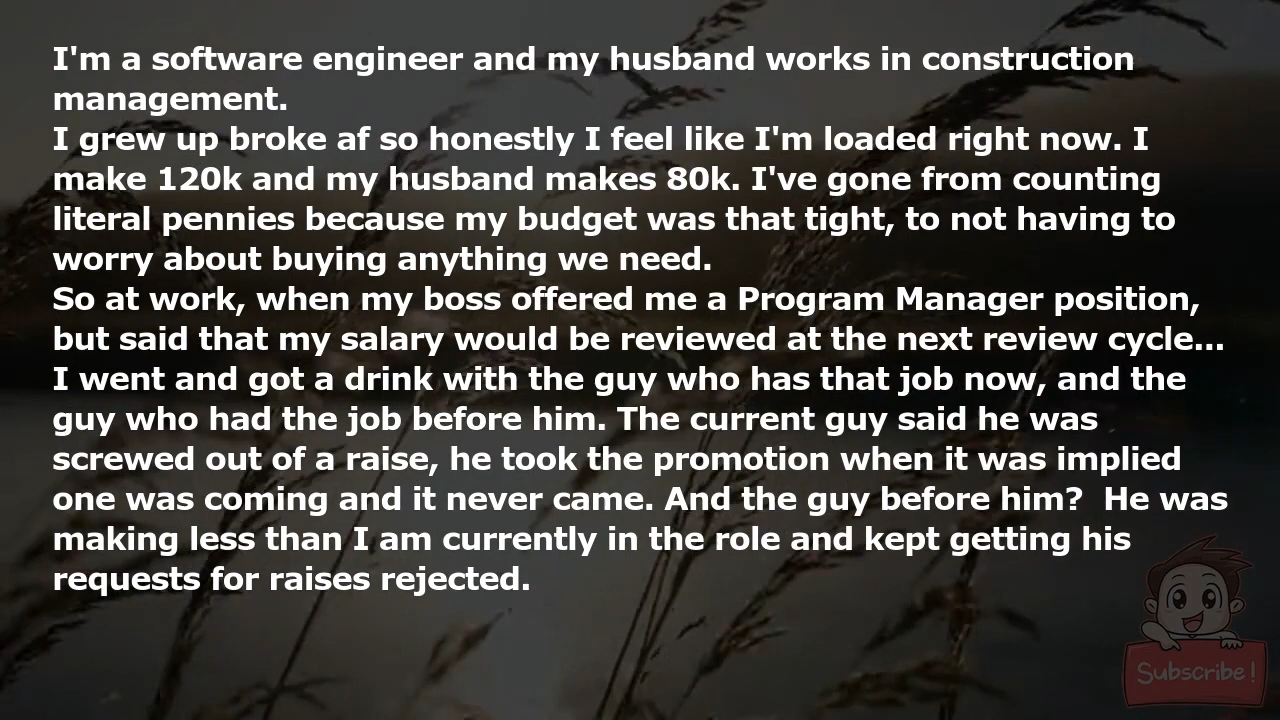 I'm a software engineer and my husband works in construction
management.
I grew up broke af so honestly I feel like I'm loaded right now. I
make 120k and my husband makes 80k. I've gone from counting
literal pennies because my budget was that tight, to not having to
worry about buying anything we need.
So at work, when my boss offered me a Program Manager position,
but said that my salary would be reviewed at the next review cycle...
I went and got a drink with the guy who has that job now, and the
guy who had the job before him. The current guy said he was
screwed out of a raise, he took the promotion when it was implied
one was coming and it never came. And the guy before him?  He was
making less than I am currently in the role and kept getting his
requests for raises rejected.
Subscribe!